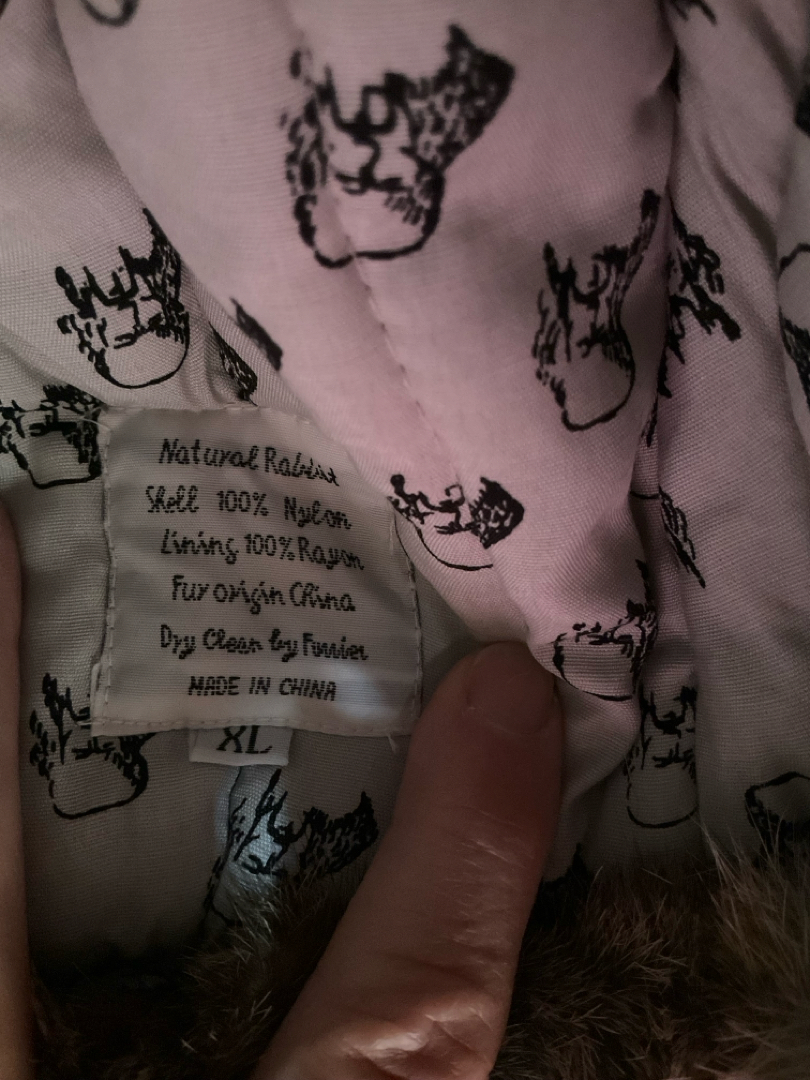 Natural Rabbit
Shell 100% Nylon
Lining 100% Rayon
Fur origin China
Dry Clean by Furrier
MADE IN CHINA
XL